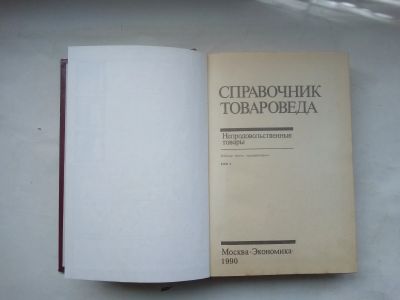 СПРАВОЧНИК
ТОВАРОВЕДА
Непродовольственные
товары
Москва · Экономика ·
1990